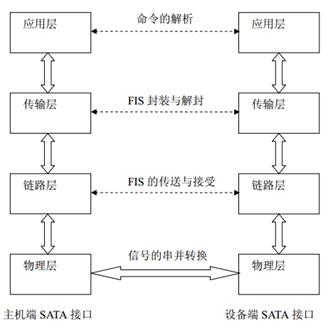 应用层 命令的解析 应用层
传输层 FIS 封装与解封 传输层
链路层 FIS 的传送与接受 链路层
物理层 信号的串并转换 物理层
主机端 SATA 接口 设备端 SATA 接口